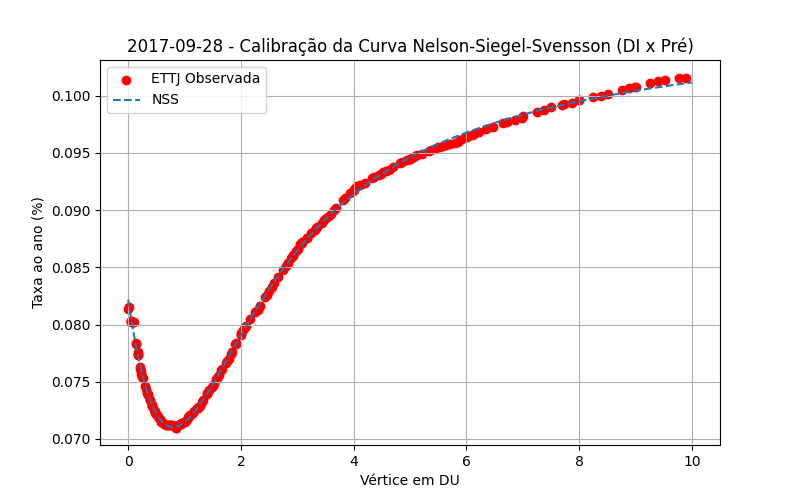 2017-09-28 - Calibração da Curva Nelson-Siegel-Svensson (DI x Pré)
ETTJ Observada
NSS
Taxa ao ano (%)
0.100
0.095
0.090
0.085
0.080
0.075
0.070
0
2
4
6
8
10
Vértice em DU